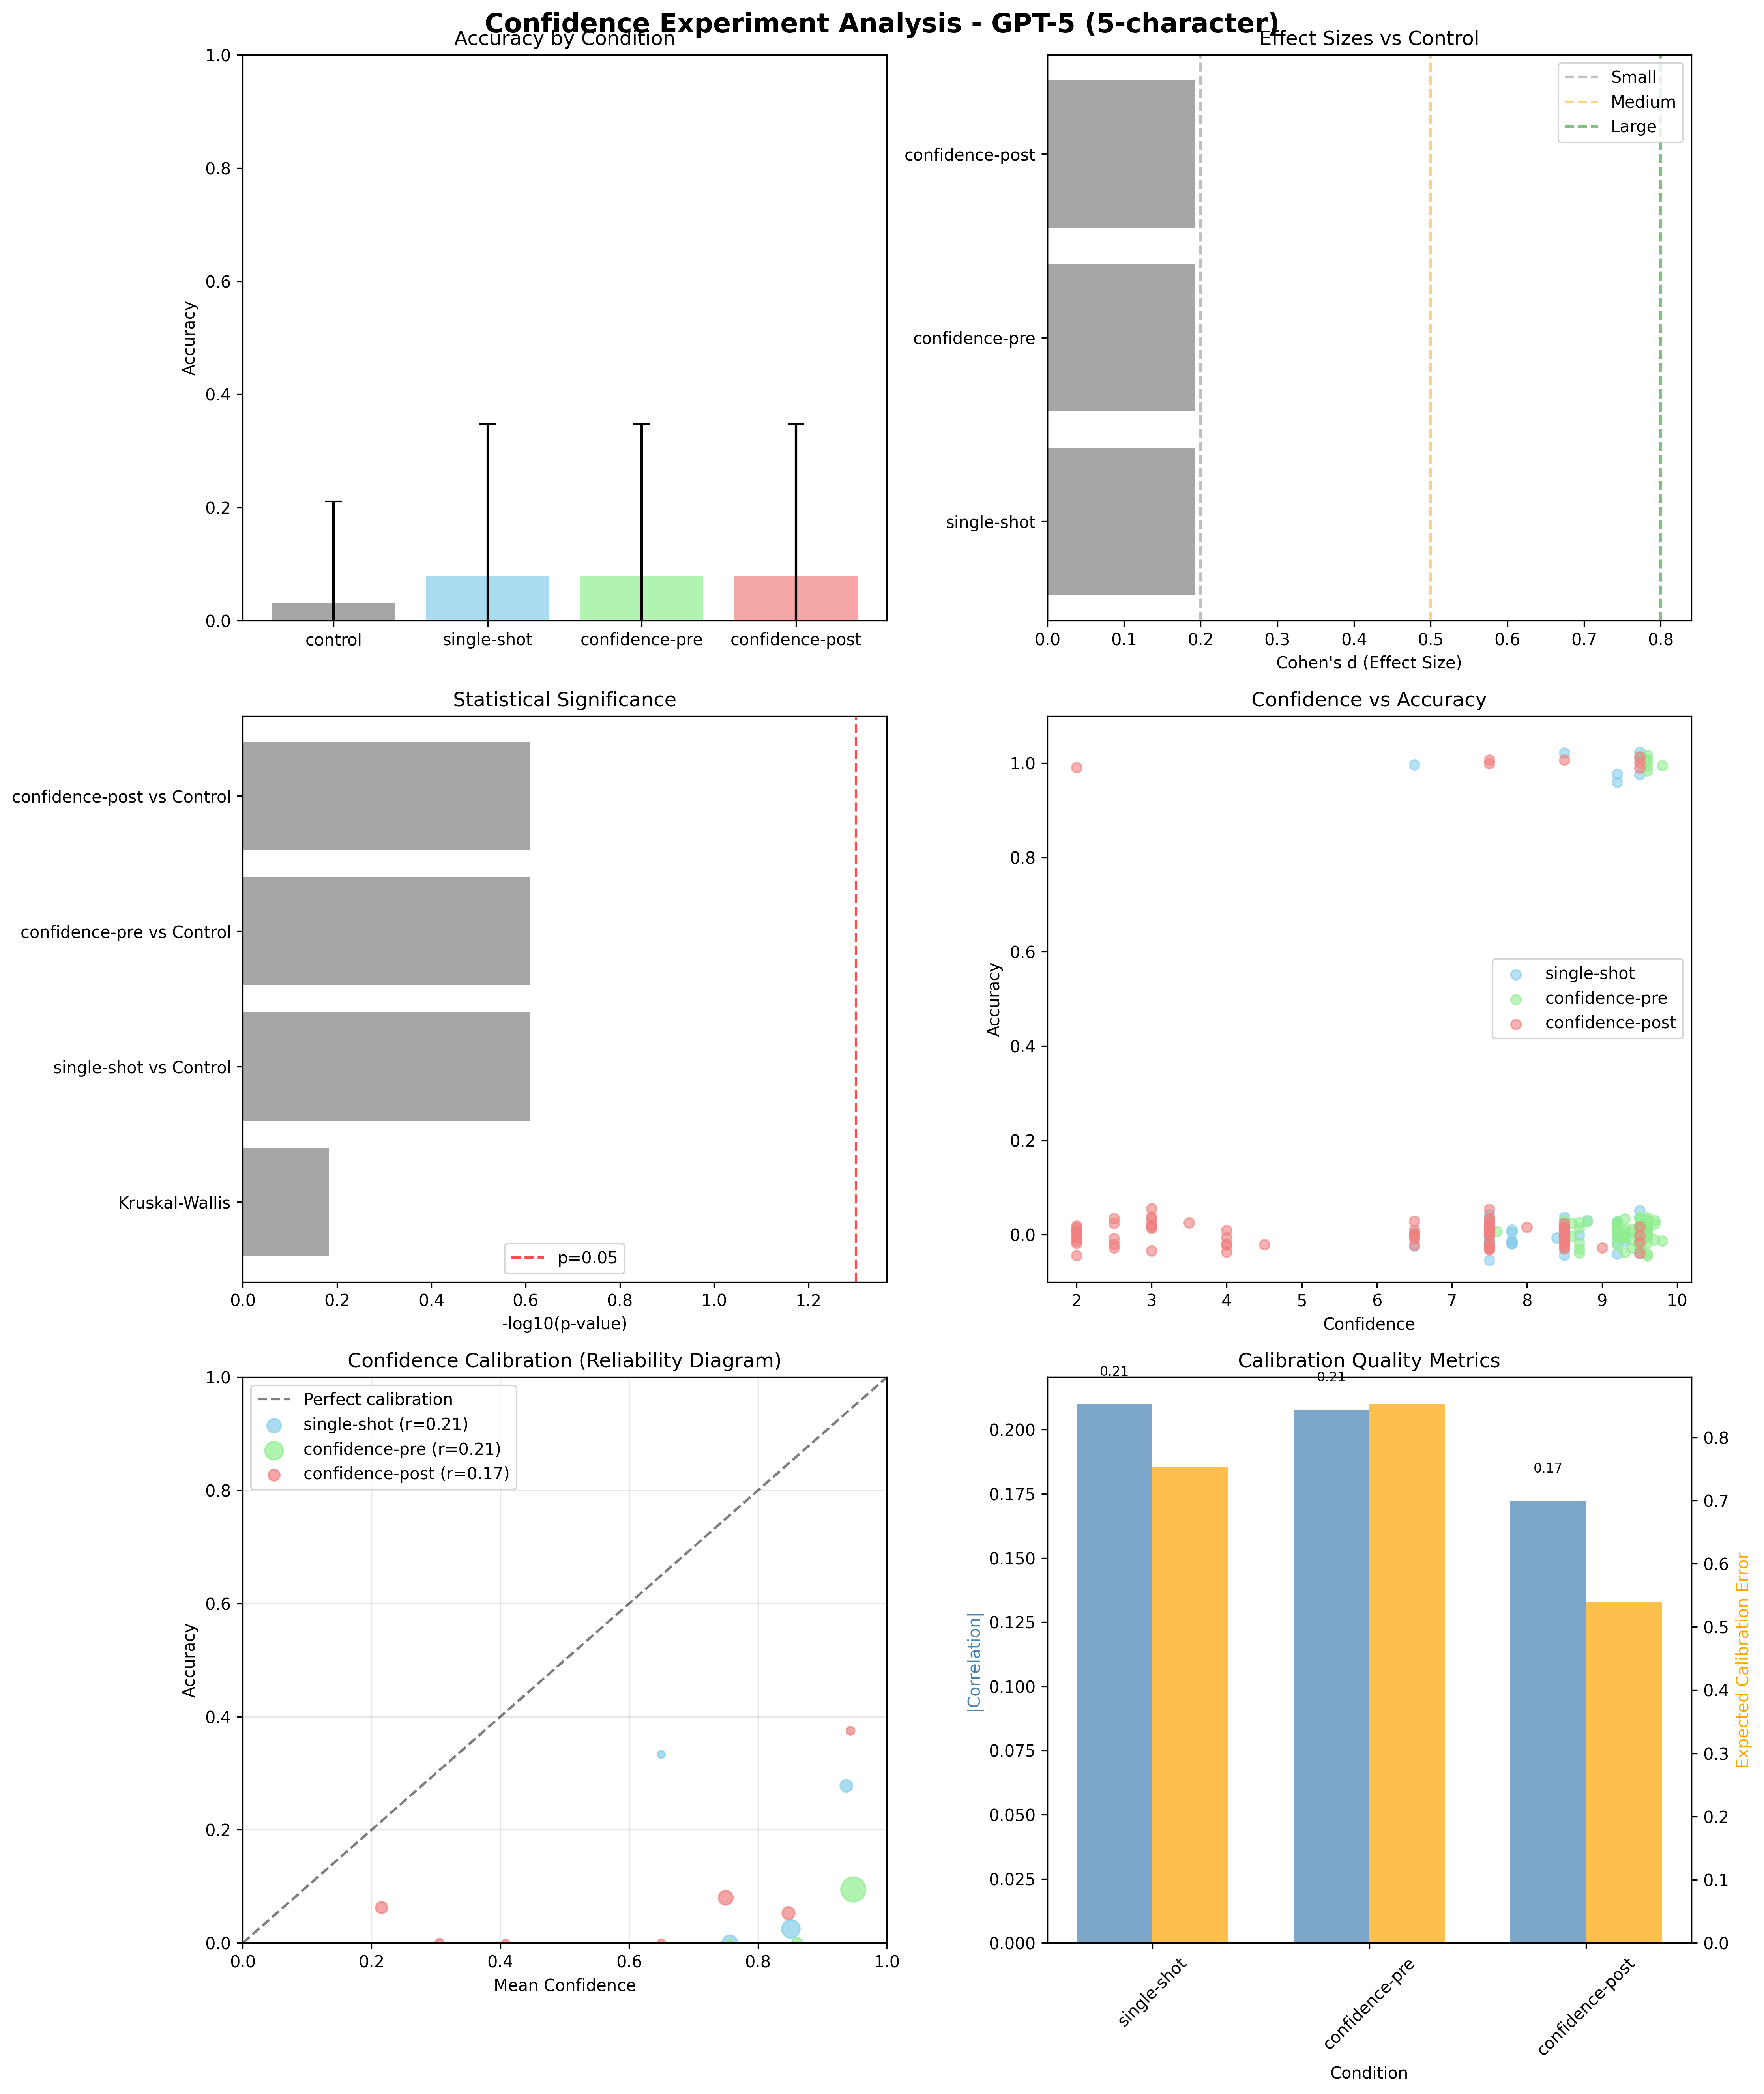 Confidence Experiment Analysis - GPT-5 (5-character)
Accuracy by Condition
1.0
0.8
0.6
0.4
0.2
0.0
Accuracy
control
single-shot
confidence-pre
confidence-post
Effect Sizes vs Control
Small
Medium
Large
confidence-post
confidence-pre
single-shot
0.0
0.1
0.2
0.3
0.4
0.5
0.6
0.7
0.8
Cohen's d (Effect Size)
Statistical Significance
confidence-post vs Control
confidence-pre vs Control
single-shot vs Control
Kruskal-Wallis
p=0.05
0.0
0.2
0.4
0.6
0.8
1.0
1.2
-log10(p-value)
Confidence vs Accuracy
1.0
0.8
0.6
0.4
0.2
0.0
Accuracy
single-shot
confidence-pre
confidence-post
2
3
4
5
6
7
8
9
10
Confidence
Confidence Calibration (Reliability Diagram)
Perfect calibration
single-shot (r=0.21)
confidence-pre (r=0.21)
confidence-post (r=0.17)
1.0
0.8
0.6
0.4
0.2
0.0
Accuracy
0.0
0.2
0.4
0.6
0.8
1.0
Mean Confidence
Calibration Quality Metrics
0.21
0.21
0.17
0.200
0.175
0.150
0.125
0.100
0.075
0.050
0.025
0.000
|Correlation|
0.8
0.7
0.6
0.5
0.4
0.3
0.2
0.1
0.0
Expected Calibration Error
single-shot
confidence-pre
confidence-post
Condition